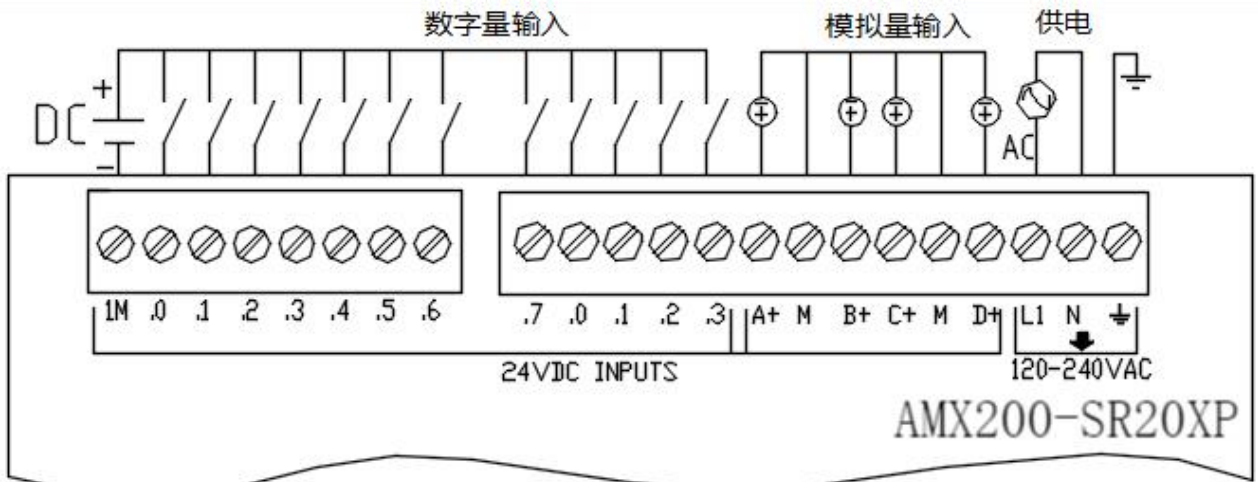 数字量输入 模拟量输入 供电
+
DC
-
AC
1M .0 .1 .2 .3 .4 .5 .6 .7 .0 .1 .2 .3 A+ M B+ C+ M D+ L1 N
24VDC INPUTS 120-240VAC
AMX200-SR20XP